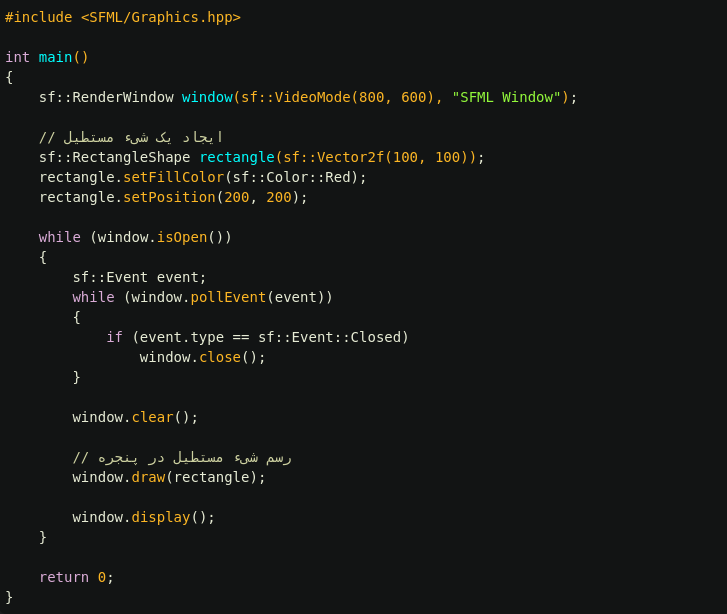 #include <SFML/Graphics.hpp>

int main()
{
    sf::RenderWindow window(sf::VideoMode(800, 600), "SFML Window");

    // ایجاد یک شیء مستطیل
    sf::RectangleShape rectangle(sf::Vector2f(100, 100));
    rectangle.setFillColor(sf::Color::Red);
    rectangle.setPosition(200, 200);

    while (window.isOpen())
    {
        sf::Event event;
        while (window.pollEvent(event))
        {
            if (event.type == sf::Event::Closed)
                window.close();
        }

        window.clear();

        // رسم شیء مستطیل در پنجره
        window.draw(rectangle);

        window.display();
    }

    return 0;
}